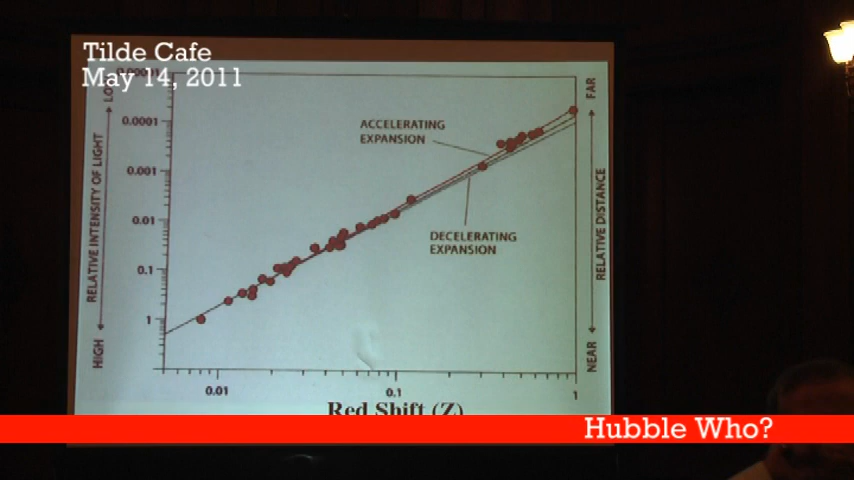 Tilde Cafe
May 14, 2011
0.0001
0.001
0.01
0.1
1
HIGH
RELATIVE INTENSITY OF LIGHT
ACCELERATING
EXPANSION
DECELERATING
EXPANSION
FAR
RELATIVE DISTANCE
NEAR
0.01
0.1
1
Red Shift (Z)
Hubble Who?